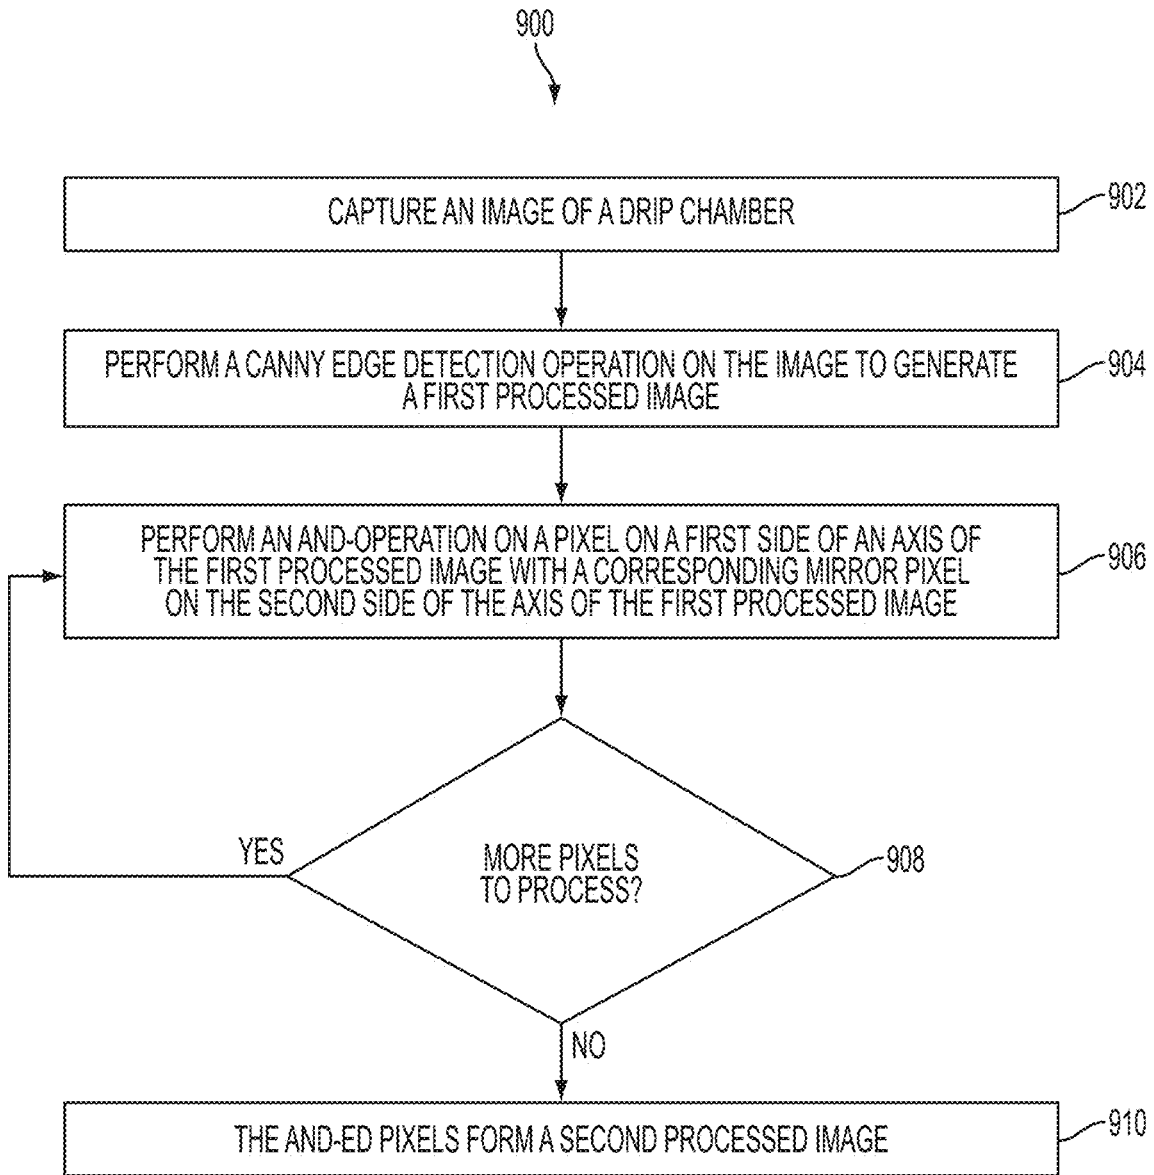 900
CAPTURE AN IMAGE OF A DRIP CHAMBER
902
PERFORM A CANNY EDGE DETECTION OPERATION ON THE IMAGE TO GENERATE
A FIRST PROCESSED IMAGE
904
PERFORM AN AND-OPERATION ON A PIXEL ON A FIRST SIDE OF AN AXIS OF
THE FIRST PROCESSED IMAGE WITH A CORRESPONDING MIRROR PIXEL
ON THE SECOND SIDE OF THE AXIS OF THE FIRST PROCESSED IMAGE
906
YES
MORE PIXELS
TO PROCESS?
908
NO
THE AND-ED PIXELS FORM A SECOND PROCESSED IMAGE
910